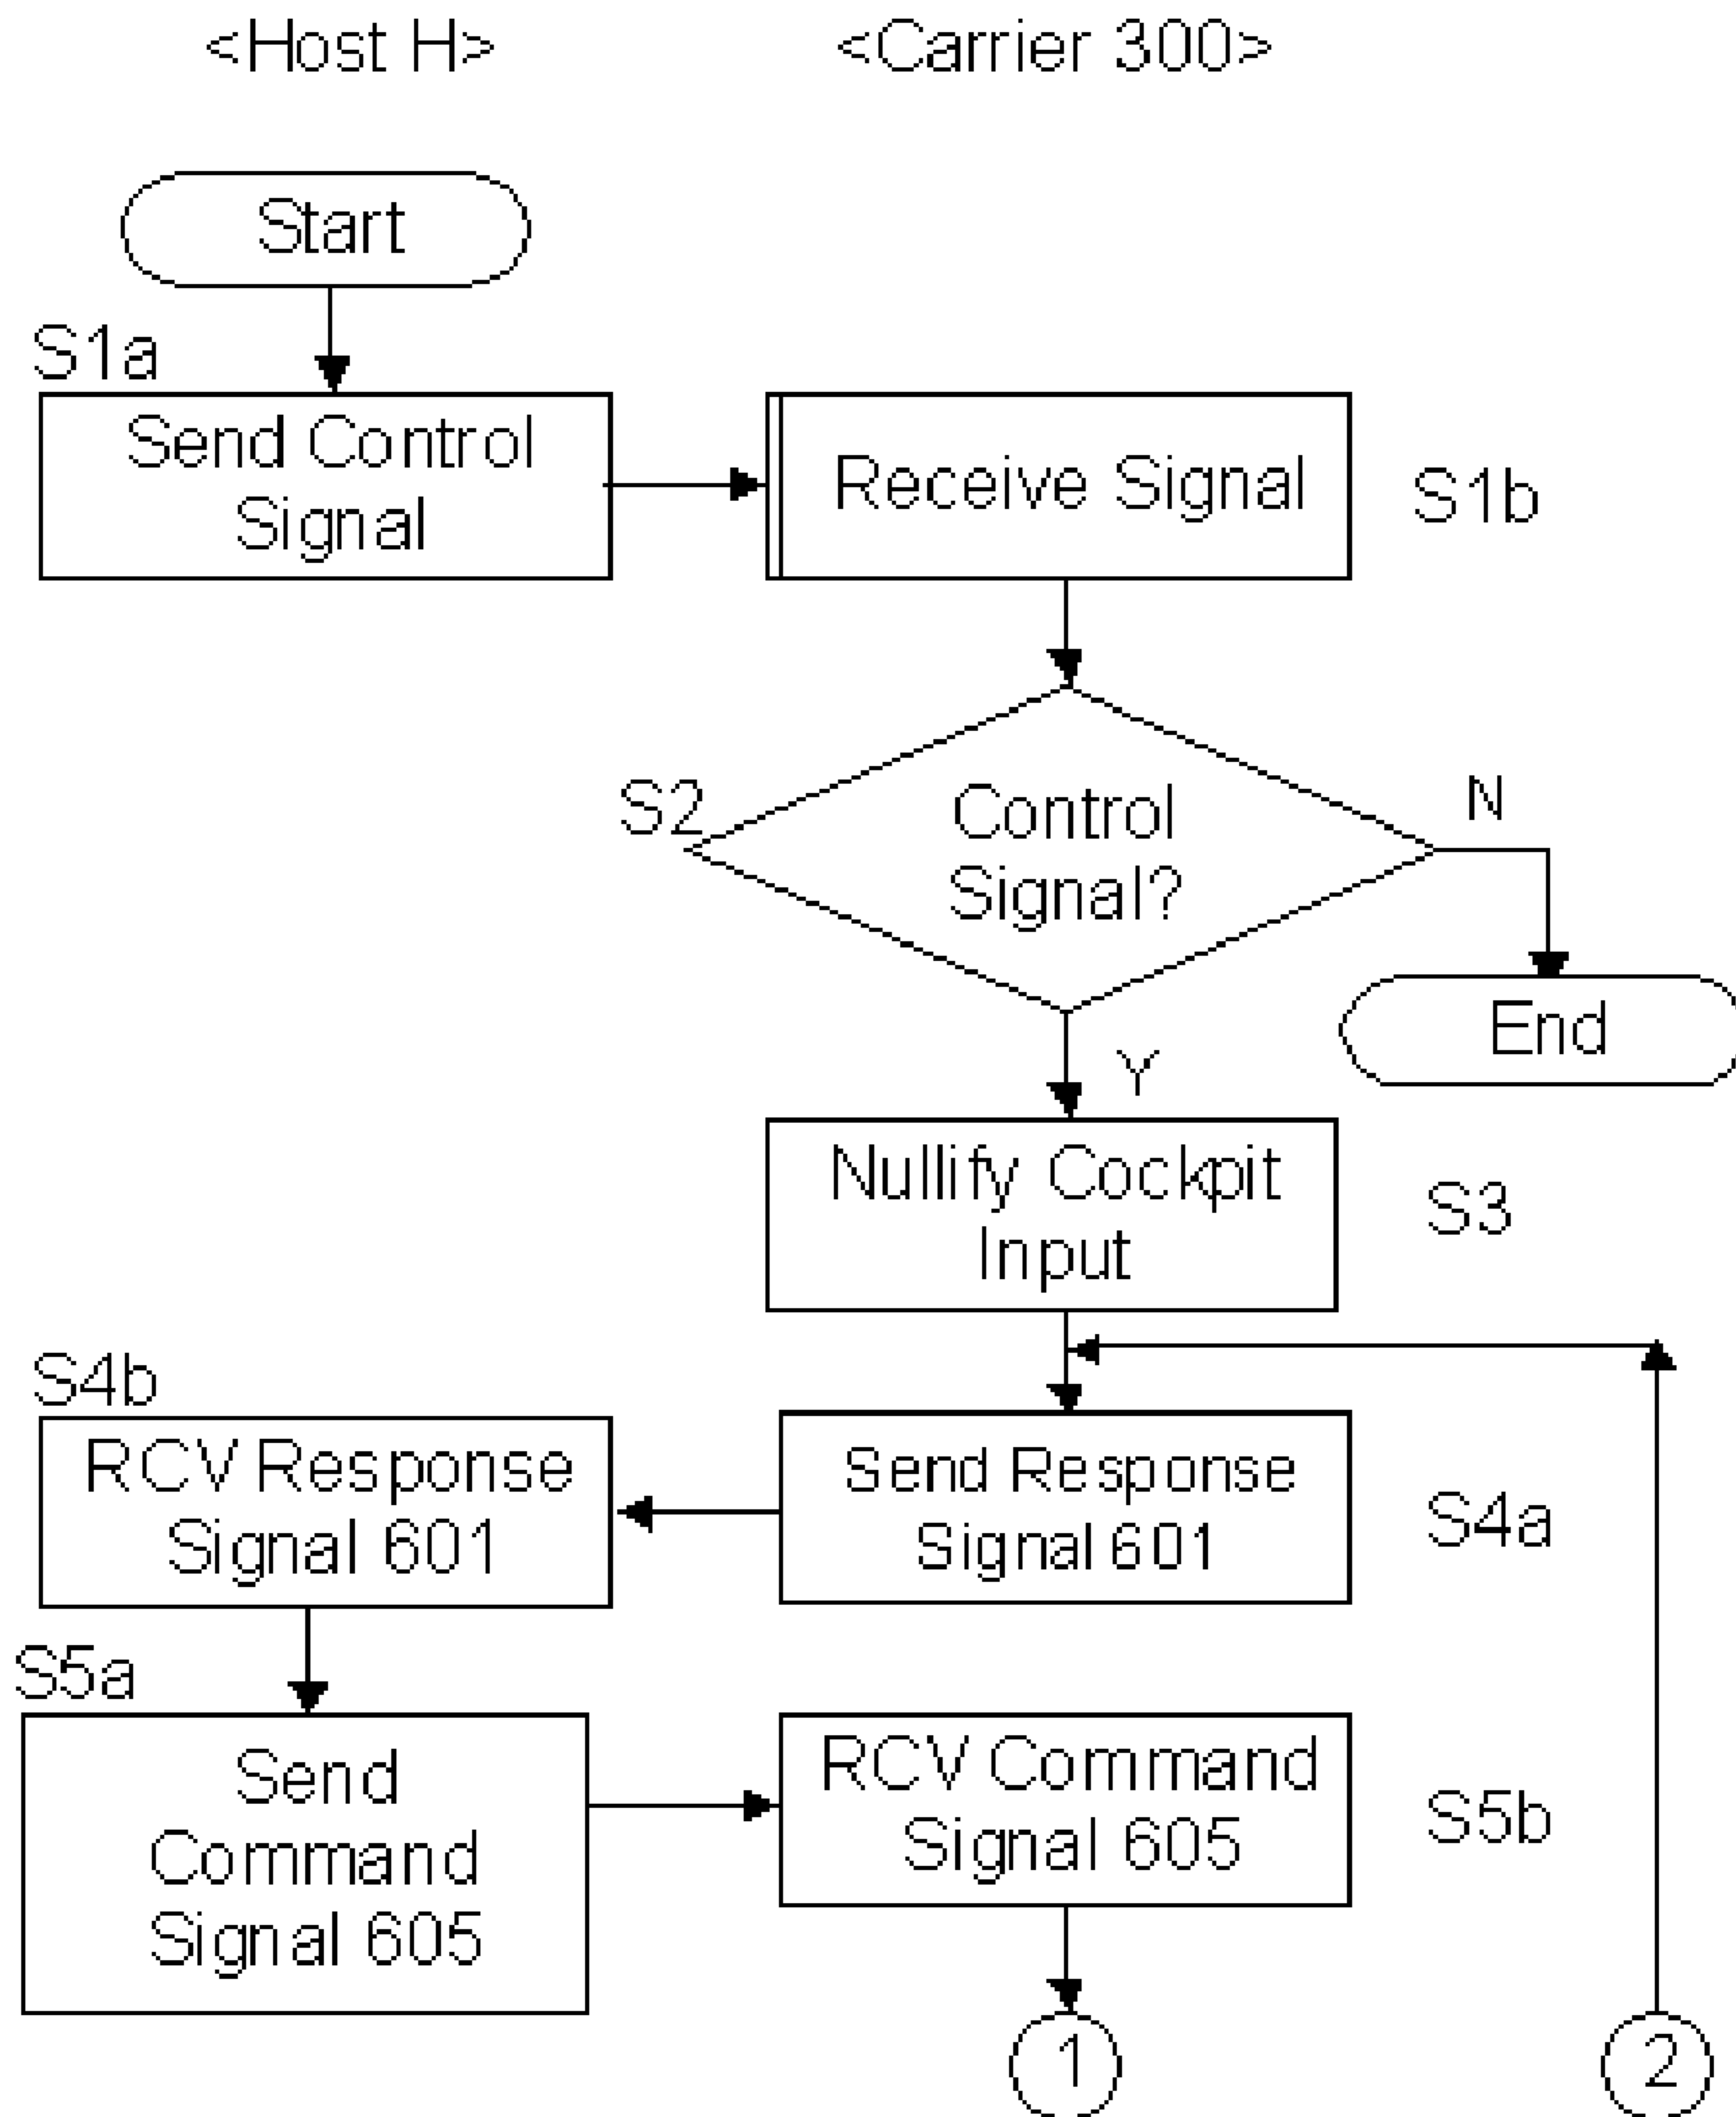 <Host H>
<Carrier 300>
Start
S1a
Send Control
Signal
Receive Signal
S1b
S2
Control
Signal?
N
End
Y
Nullify Cockpit
Input
S3
S4b
RCV Response
Signal 601
Send Response
Signal 601
S4a
S5a
Send
Command
Signal 605
RCV Command
Signal 605
S5b
1
2